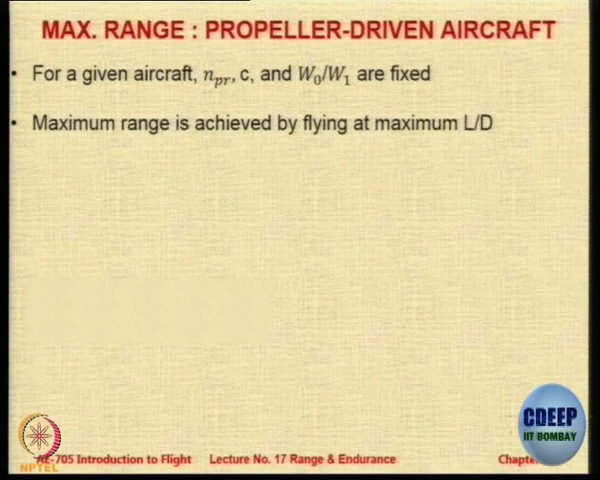 MAX. RANGE : PROPELLER-DRIVEN AIRCRAFT
• For a given aircraft, n_pr, c, and W_0/W_1 are fixed
• Maximum range is achieved by flying at maximum L/D
CDEEP
IIT BOMBAY
NPTEL
AE-705 Introduction to Flight Lecture No. 17 Range & Endurance